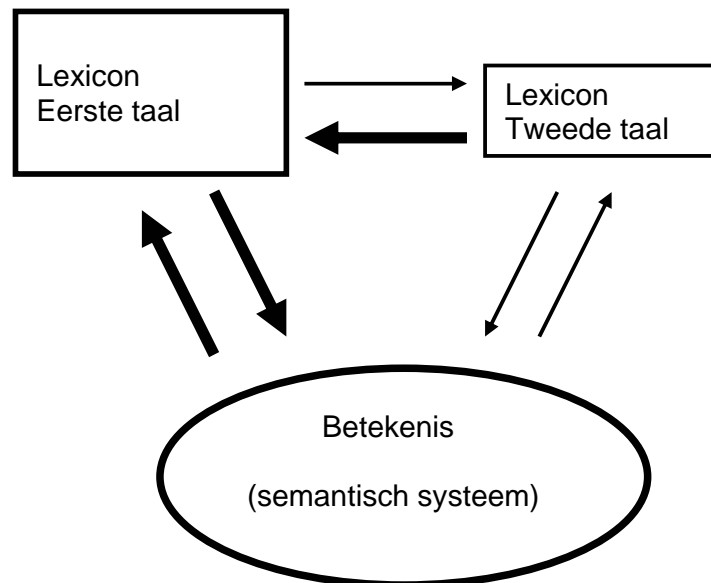 Lexicon
Eerste taal
Lexicon
Tweede taal
Betekenis
(semantisch systeem)